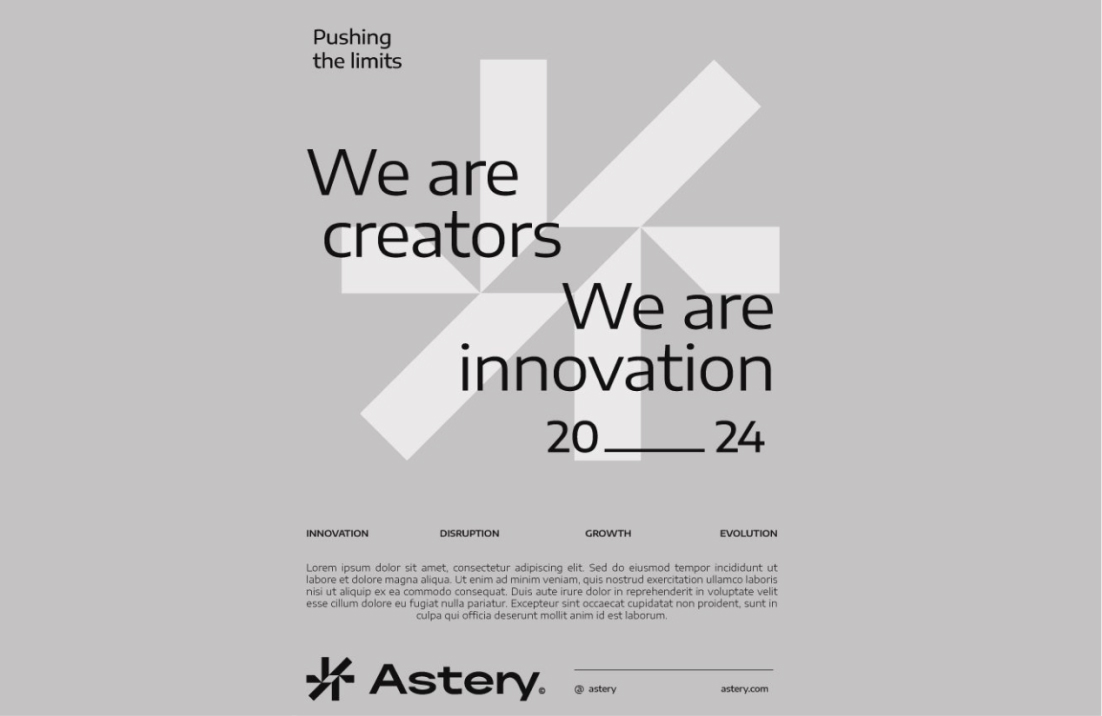 Pushing
the limits
We are
creators
We are
innovation
20____24
INNOVATION DISRUPTION GROWTH EVOLUTION
Lorem ipsum dolor sit amet, consectetur adipiscing elit. Sed do eiusmod tempor incididunt ut
labore et dolore magna aliqua. Ut enim ad minim veniam, quis nostrud exercitation ullamco laboris
nisi ut aliquip ex ea commodo consequat. Duis aute irure dolor in reprehenderit in voluptate velit
esse cillum dolore eu fugiat nulla pariatur. Excepteur sint occaecat cupidatat non proident, sunt in
culpa qui officia deserunt mollit anim id est laborum.
Astery©
@ astery astery.com